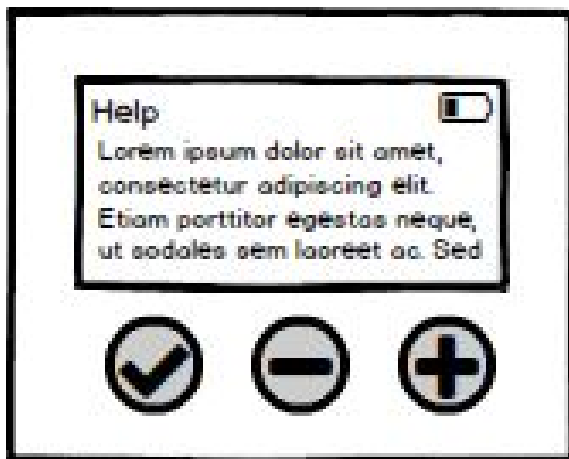 Help
Lorem ipsum dolor sit amet,
consectetur adipiscing elit.
Etiam porttitor egestas neque,
ut sodales sem laoreet ac. Sed